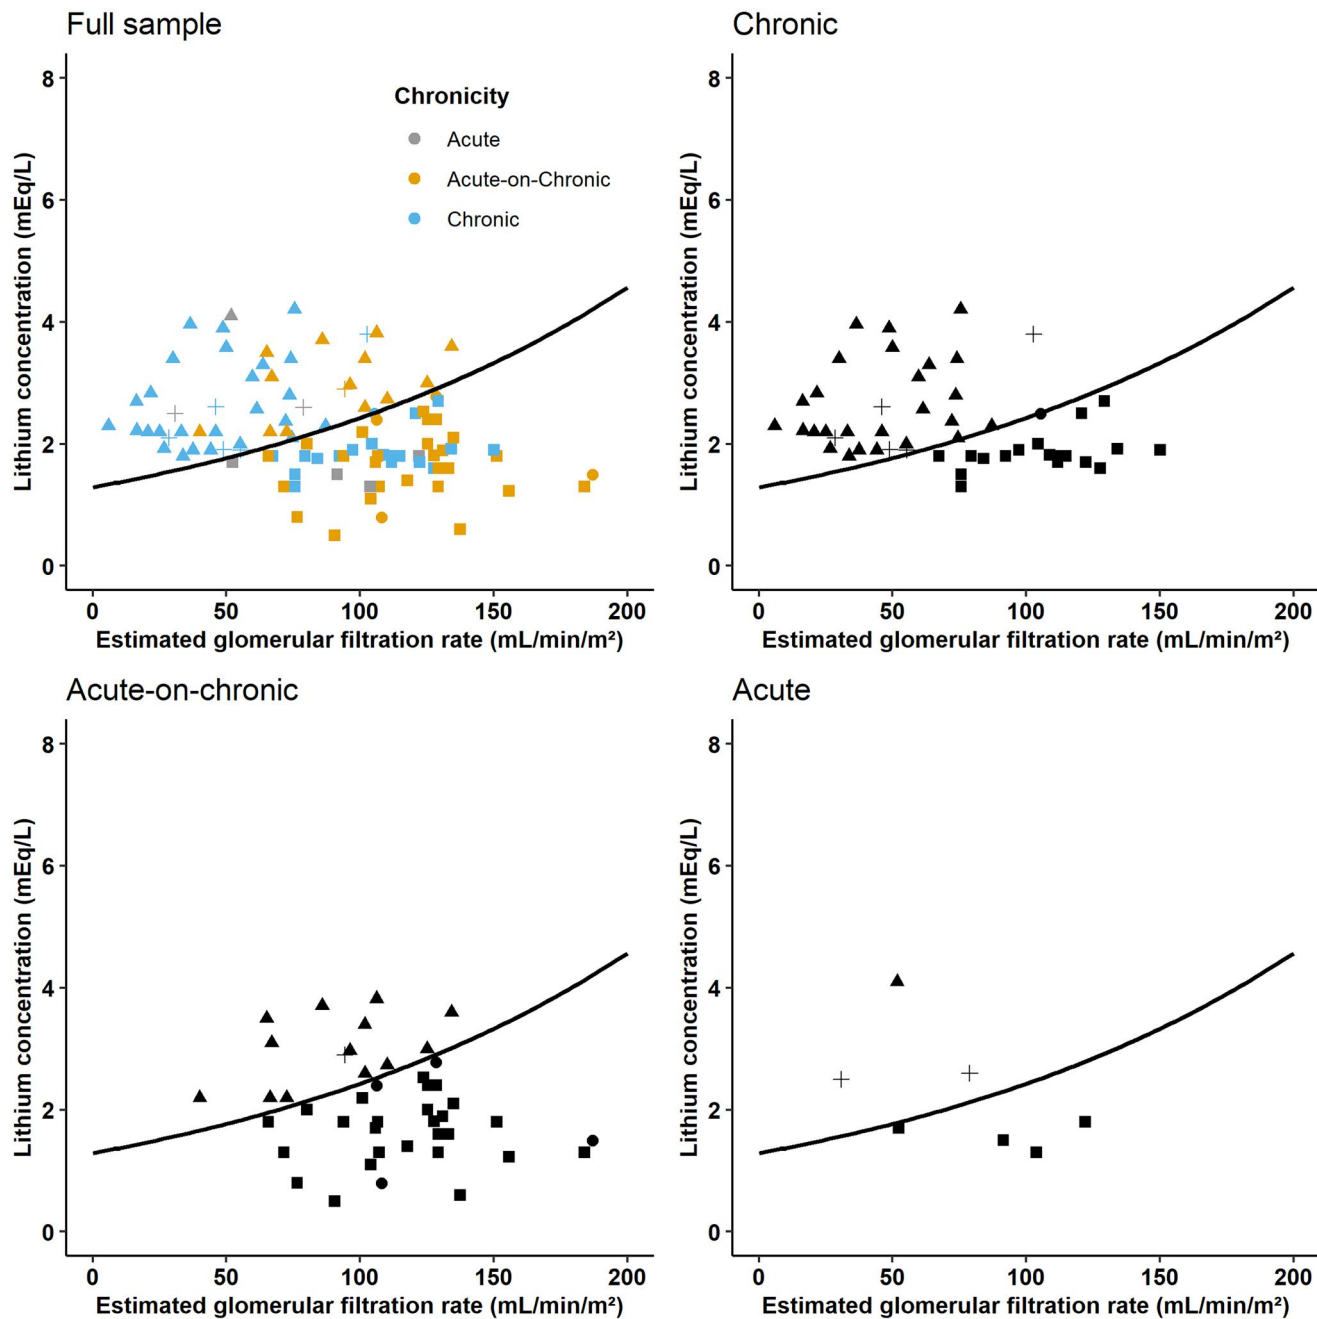 Full sample
8
6
4
2
0
Lithium concentration (mEq/L)
Chronicity
Acute
Acute-on-Chronic
Chronic
0 50 100 150 200
Estimated glomerular filtration rate (mL/min/m²)
Chronic
8
6
4
2
0
Lithium concentration (mEq/L)
0 50 100 150 200
Estimated glomerular filtration rate (mL/min/m²)
Acute-on-chronic
8
6
4
2
0
Lithium concentration (mEq/L)
0 50 100 150 200
Estimated glomerular filtration rate (mL/min/m²)
Acute
8
6
4
2
0
Lithium concentration (mEq/L)
0 50 100 150 200
Estimated glomerular filtration rate (mL/min/m²)